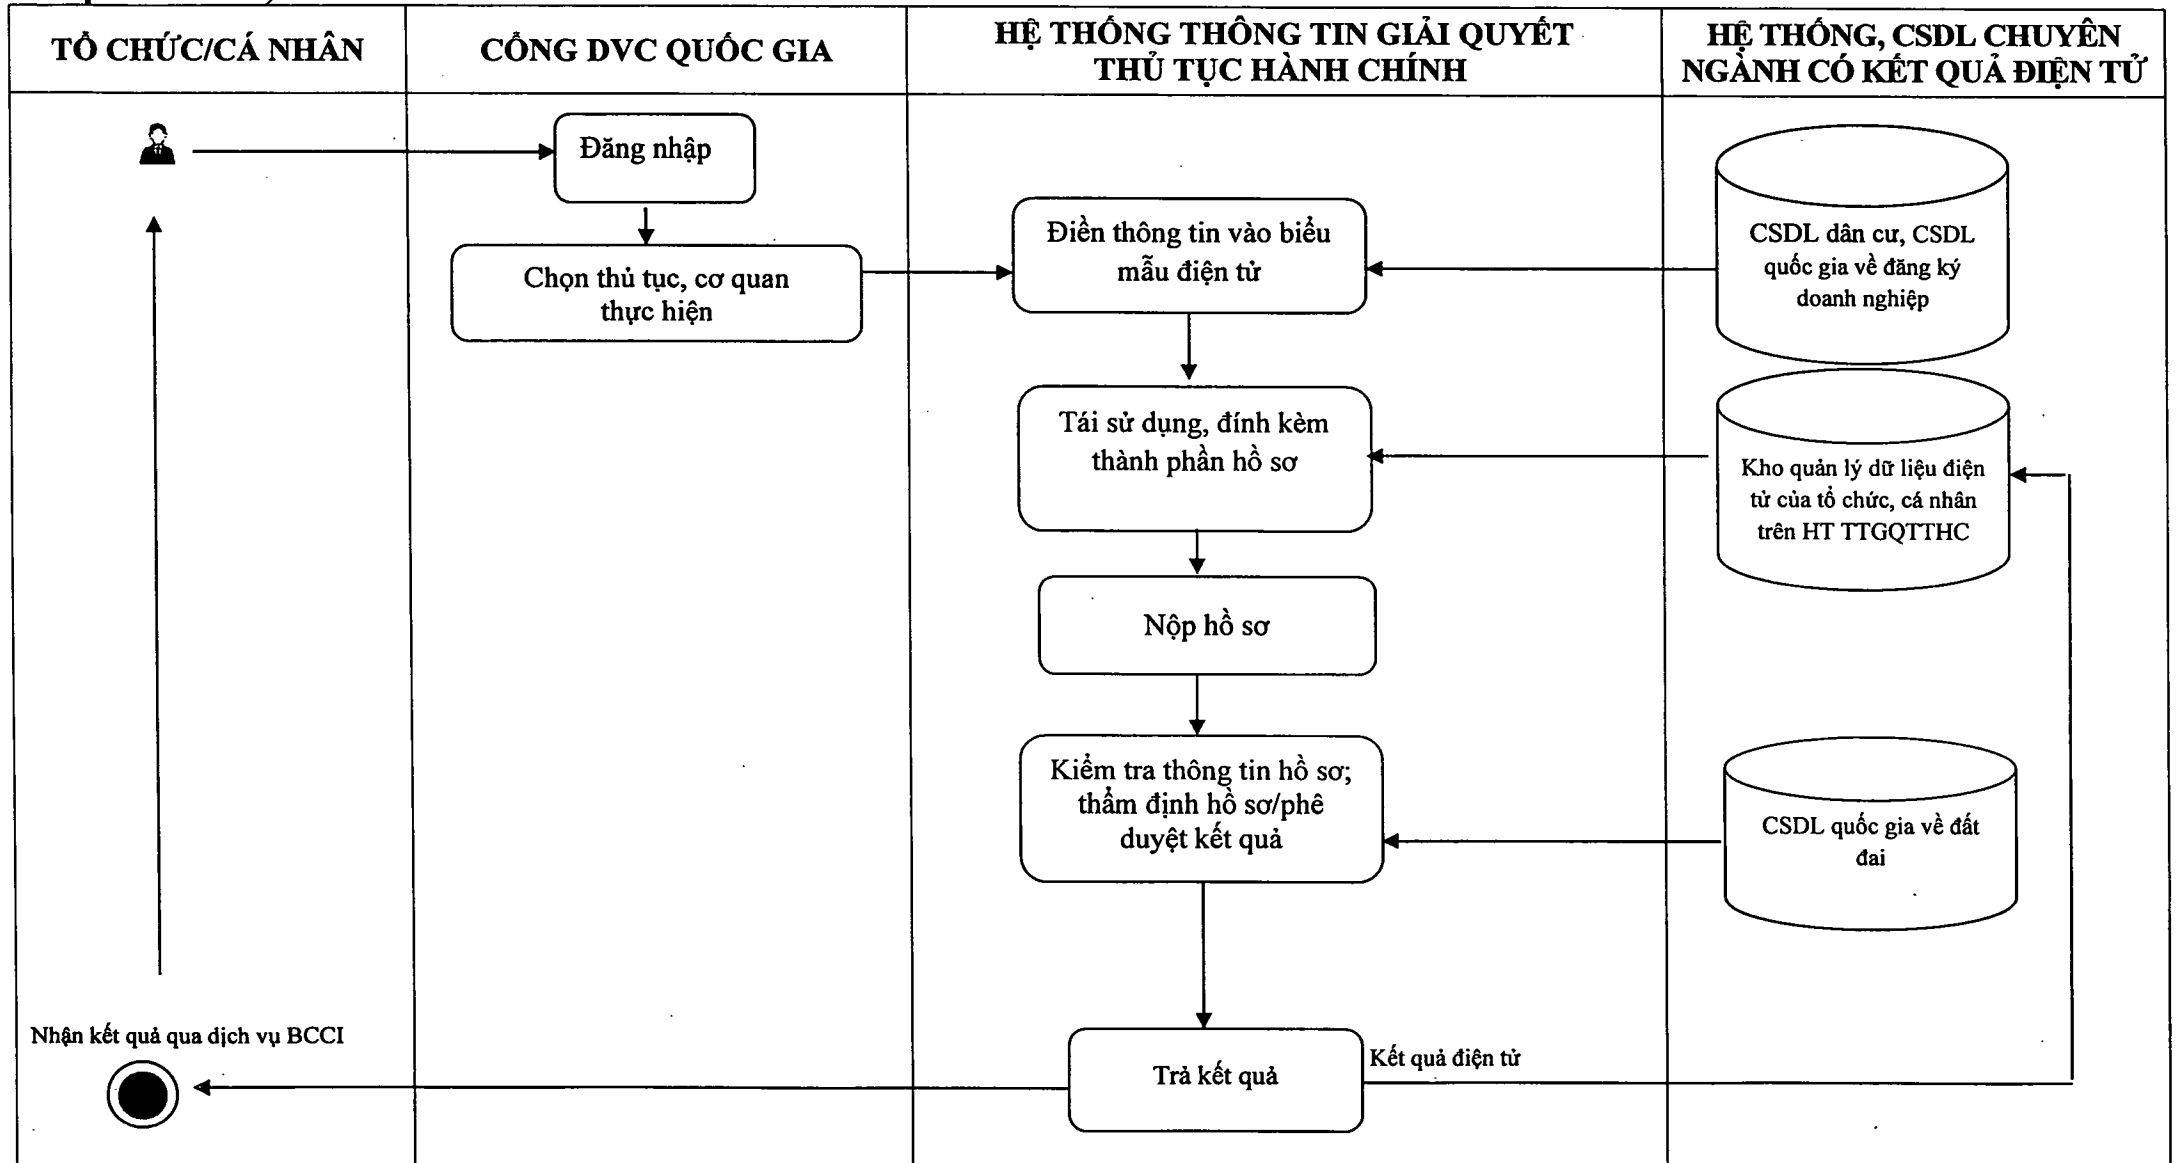 TỔ CHỨC/CÁ NHÂN
CỔNG DVC QUỐC GIA
HỆ THỐNG THÔNG TIN GIẢI QUYẾT
THỦ TỤC HÀNH CHÍNH
HỆ THỐNG, CSDL CHUYÊN
NGÀNH CÓ KẾT QUẢ ĐIỆN TỬ
Đăng nhập
Chọn thủ tục, cơ quan
thực hiện
Điền thông tin vào biểu
mẫu điện tử
CSDL dân cư, CSDL
quốc gia về đăng ký
doanh nghiệp
Tái sử dụng, đính kèm
thành phần hồ sơ
Kho quản lý dữ liệu điện
tử của tổ chức, cá nhân
trên HT TTGQTTHC
Nộp hồ sơ
Kiểm tra thông tin hồ sơ;
thẩm định hồ sơ/phê
duyệt kết quả
CSDL quốc gia về đất
đai
Nhận kết quả qua dịch vụ BCCI
Trả kết quả
Kết quả điện tử